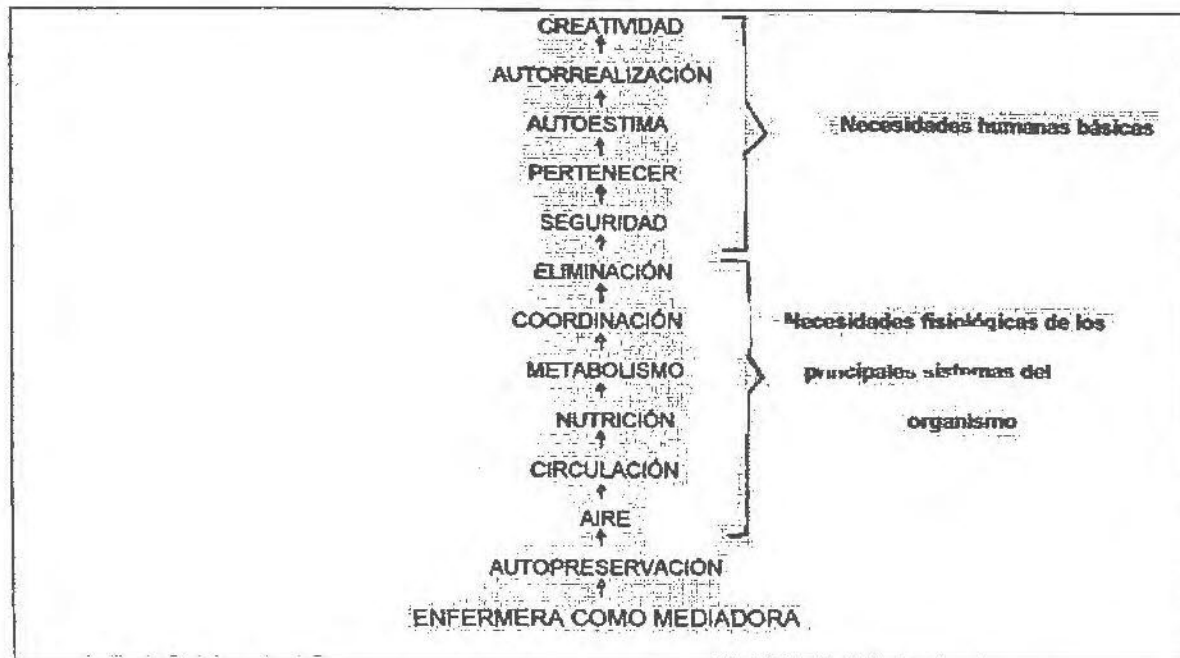 CREATIVIDAD
AUTORREALIZACIÓN
AUTOESTIMA
Necesidades humanas básicas
PERTENECER
SEGURIDAD
ELIMINACIÓN
COORDINACIÓN
Necesidades fisiológicas de los
METABOLISMO
principales sistemas del
NUTRICIÓN
organismo
CIRCULACIÓN
AIRE
AUTOPRESERVACIÓN
ENFERMERA COMO MEDIADORA